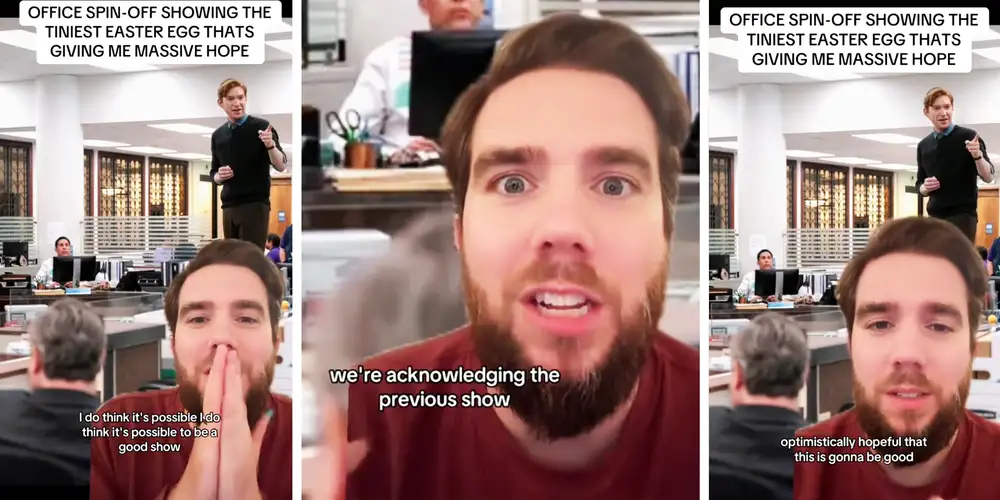 OFFICE SPIN-OFF SHOWING THE
TINIEST EASTER EGG THATS
GIVING ME MASSIVE HOPE
I do think it's possible I do
think it's possible to be a
good show
we're acknowledging the
previous show
OFFICE SPIN-OFF SHOWING THE
TINIEST EASTER EGG THATS
GIVING ME MASSIVE HOPE
optimistically hopeful that
this is gonna be good